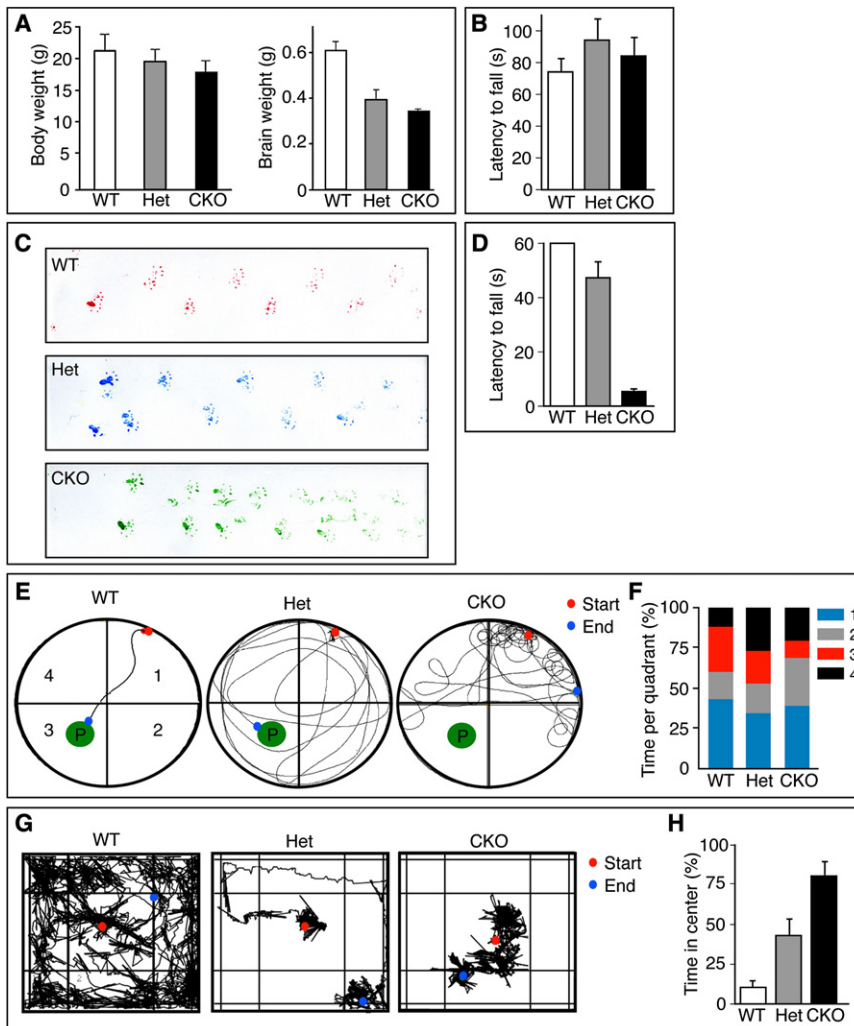 A
Body weight (g)
25
20
15
10
5
0
WT Het CKO
Brain weight (g)
0.6
0.4
0.2
0
WT Het CKO
B
Latency to fall (s)
100
80
60
40
20
0
WT Het CKO
C
WT
Het
CKO
D
Latency to fall (s)
60
40
20
0
WT Het CKO
E
WT Het CKO
Start
End
4 1
3 P 2
P
P
F
Time per quadrant (%)
100
75
50
25
0
WT Het CKO
1
2
3
4
G
WT Het CKO
Start
End
H
Time in center (%)
100
75
50
25
0
WT Het CKO